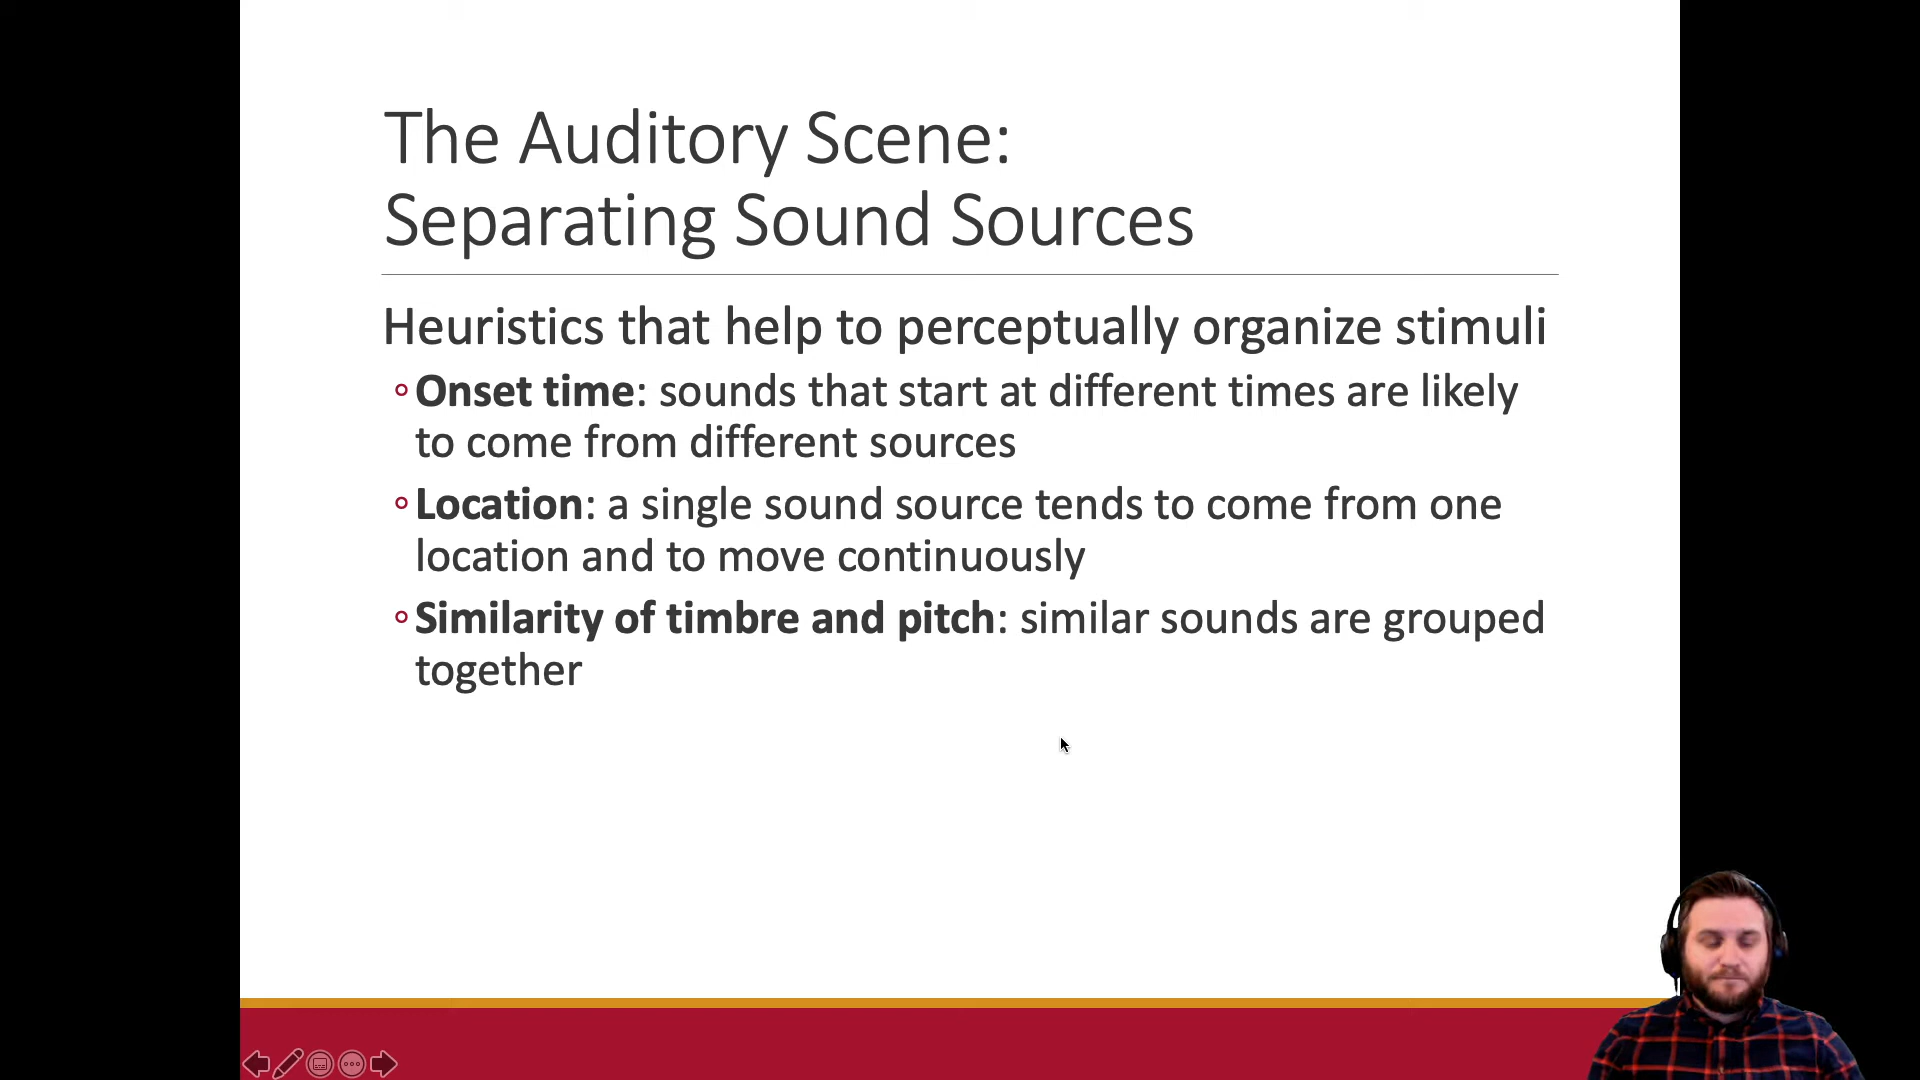 The Auditory Scene:
Separating Sound Sources
Heuristics that help to perceptually organize stimuli
◦Onset time: sounds that start at different times are likely
to come from different sources
◦Location: a single sound source tends to come from one
location and to move continuously
◦Similarity of timbre and pitch: similar sounds are grouped
together